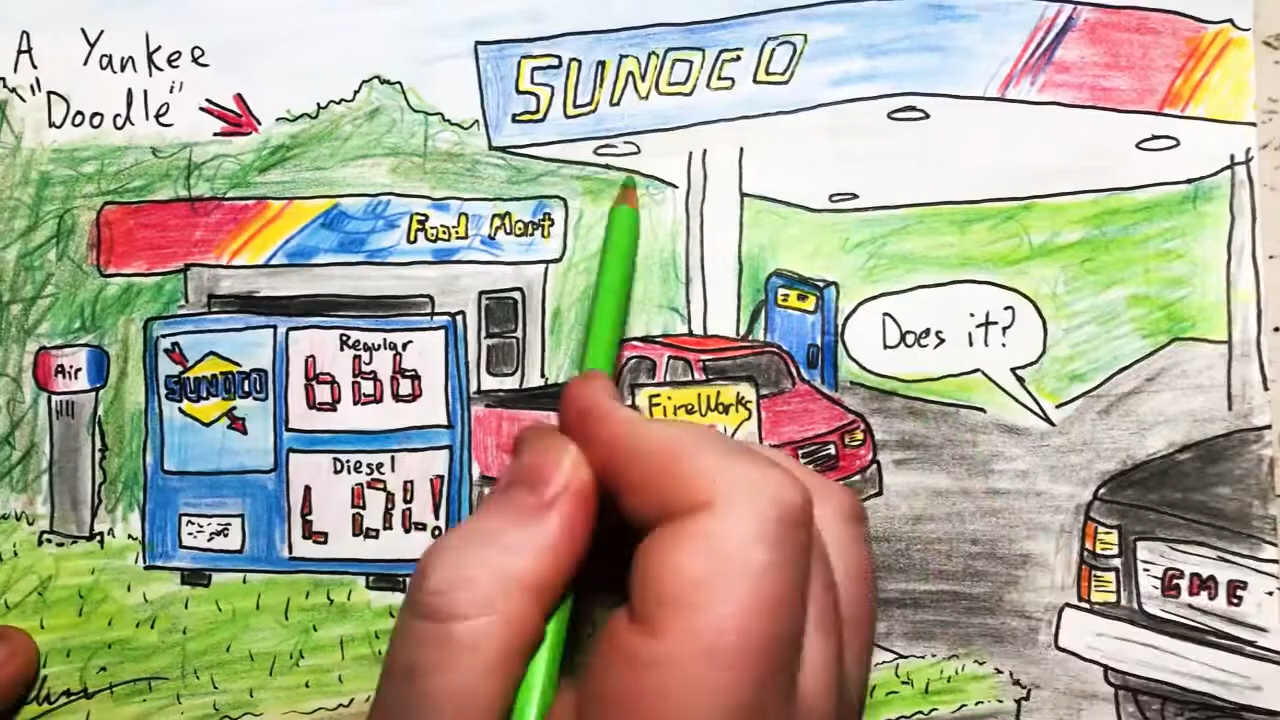 A Yankee
"Doodle"
SUNOCO
Food Mart
Air
SUNOCO
Regular
666
Diesel
LOL!
FireWorks
Does it?
GMC